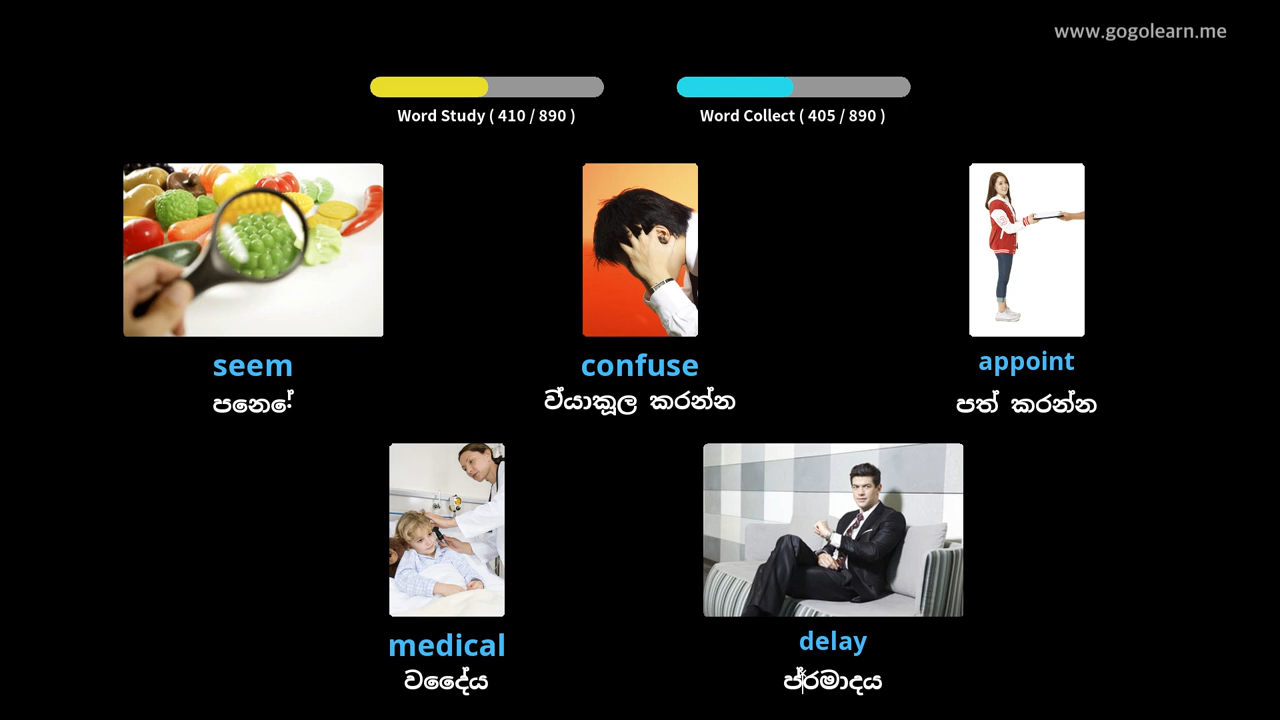 www.gogolearn.me
Word Study ( 410 / 890 )
Word Collect ( 405 / 890 )
seem
පෙනේ
confuse
ව්යාකූල කරන්න
appoint
පත් කරන්න
medical
වෛද්ය
delay
ප්රමාදය